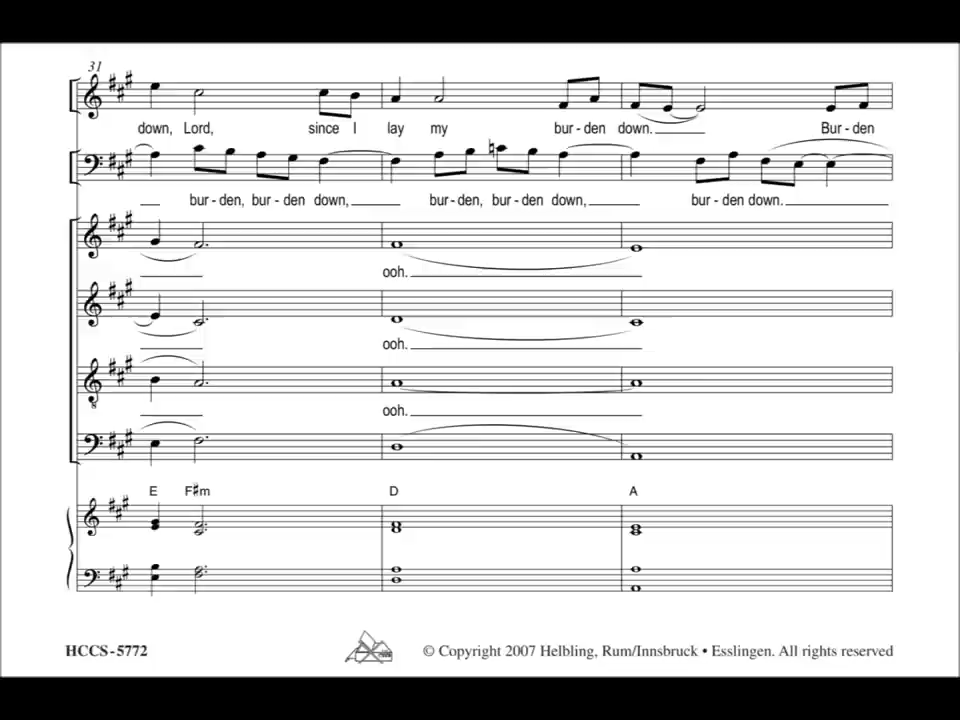 31
down, Lord, since I lay my bur - den down. Bur - den
bur - den, bur - den down, bur - den, bur - den down, bur - den down.
ooh.
ooh.
ooh.
E F#m D A
HCCS - 5772 © Copyright 2007 Helbling, Rum/Innsbruck • Esslingen. All rights reserved